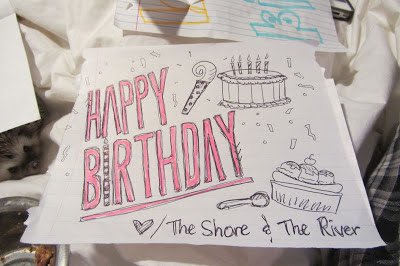 HAPPY
BIRTHDAY
♡/ The Shore & The River